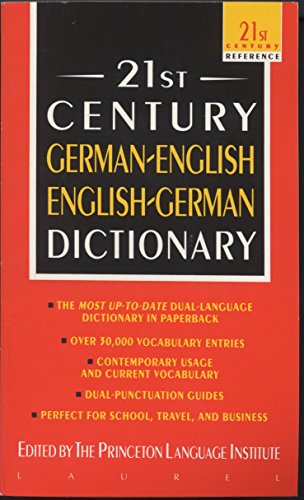 21ST
CENTURY
REFERENCE
21ST
CENTURY
GERMAN-ENGLISH
ENGLISH-GERMAN
DICTIONARY
▪ THE MOST UP-TO-DATE DUAL-LANGUAGE
DICTIONARY IN PAPERBACK
▪ OVER 30,000 VOCABULARY ENTRIES
▪ CONTEMPORARY USAGE
AND CURRENT VOCABULARY
▪ DUAL-PUNCTUATION GUIDES
▪ PERFECT FOR SCHOOL, TRAVEL, AND BUSINESS
EDITED BY THE PRINCETON LANGUAGE INSTITUTE
LAUREL